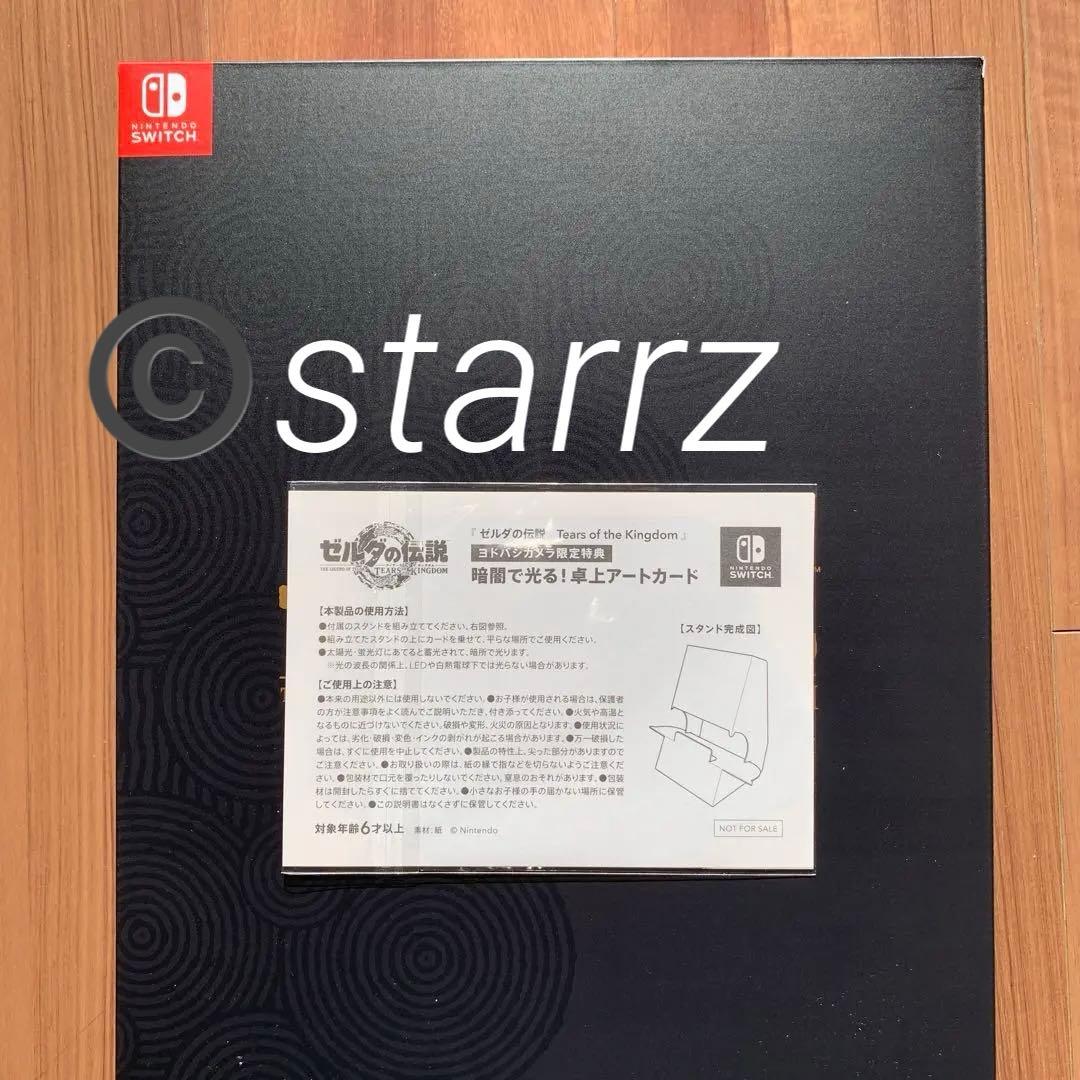 NINTENDO
SWITCH
© starrz
ゼルダの伝説
THE LEGEND OF ZELDA
TEARS OF THE KINGDOM
『 ゼルダの伝説 Tears of the Kingdom 』
ヨドバシカメラ限定特典
暗闇で光る！卓上アートカード
NINTENDO
SWITCH
TM
【本製品の使用方法】
●付属のスタンドを組み立ててください。右図参照。
●組み立てたスタンドの上にカードを乗せて、平らな場所でご使用ください。
●太陽光・蛍光灯にあてると蓄光されて、暗所で光ります。
※光の波長の関係上、LEDや白熱電球下では光らない場合があります。
【スタンド完成図】
【ご使用上の注意】
●本来の用途以外には使用しないでください。●お子様が使用される場合は、保護者
の方が注意事項をよく読んでご説明いただき、付き添ってください。●火気や高温と
なるものに近づけないでください。破損や変形、火災の原因となります。●使用状況に
よっては、劣化・破損・変色・インクの剥がれが起こる場合があります。●万一破損した
場合は、すぐに使用を中止してください。●製品の特性上、尖った部分がありますので
ご注意ください。●お取り扱いの際は、紙の縁で指などを切らないようご注意くだ
さい。●包装材で口元を覆ったりしないでください。窒息のおそれがあります。●包装
材は開封したらすぐに捨ててください。●小さなお子様の手の届かない場所に保管
してください。●この説明書はなくさずに保管してください。
対象年齢6才以上 素材：紙 © Nintendo
NOT FOR SALE